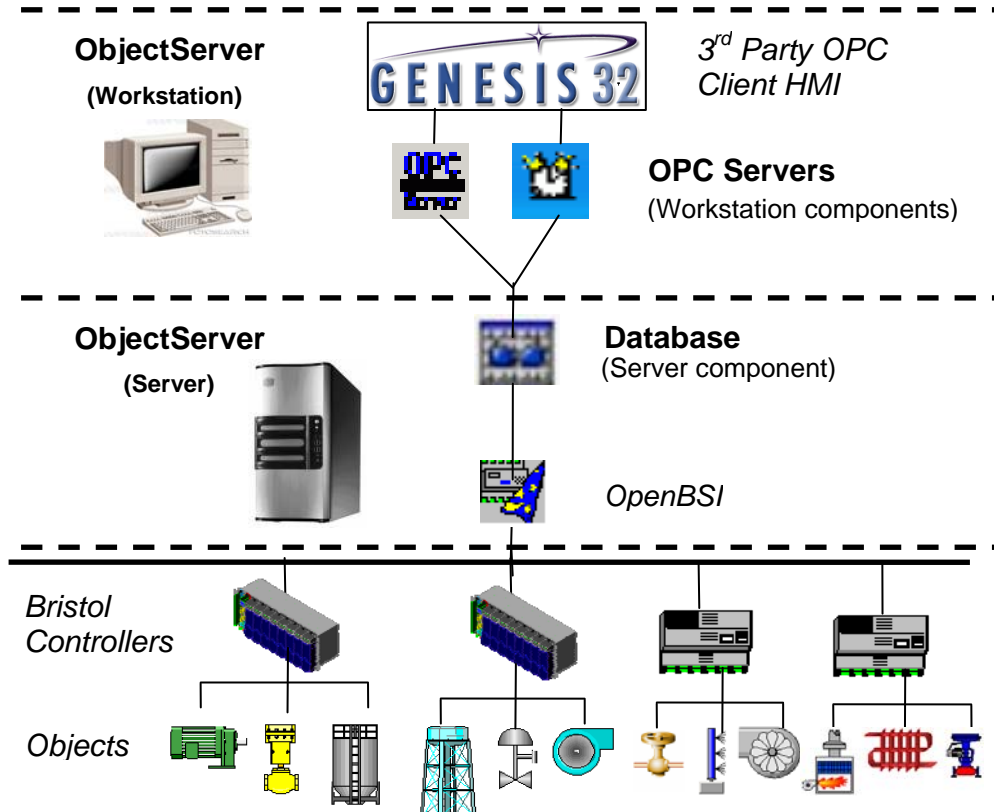 ObjectServer
(Workstation)
GENESIS 32
3rd Party OPC
Client HMI
OPC
OPC Servers
(Workstation components)
ObjectServer
(Server)
Database
(Server component)
OpenBSI
Bristol
Controllers
Objects